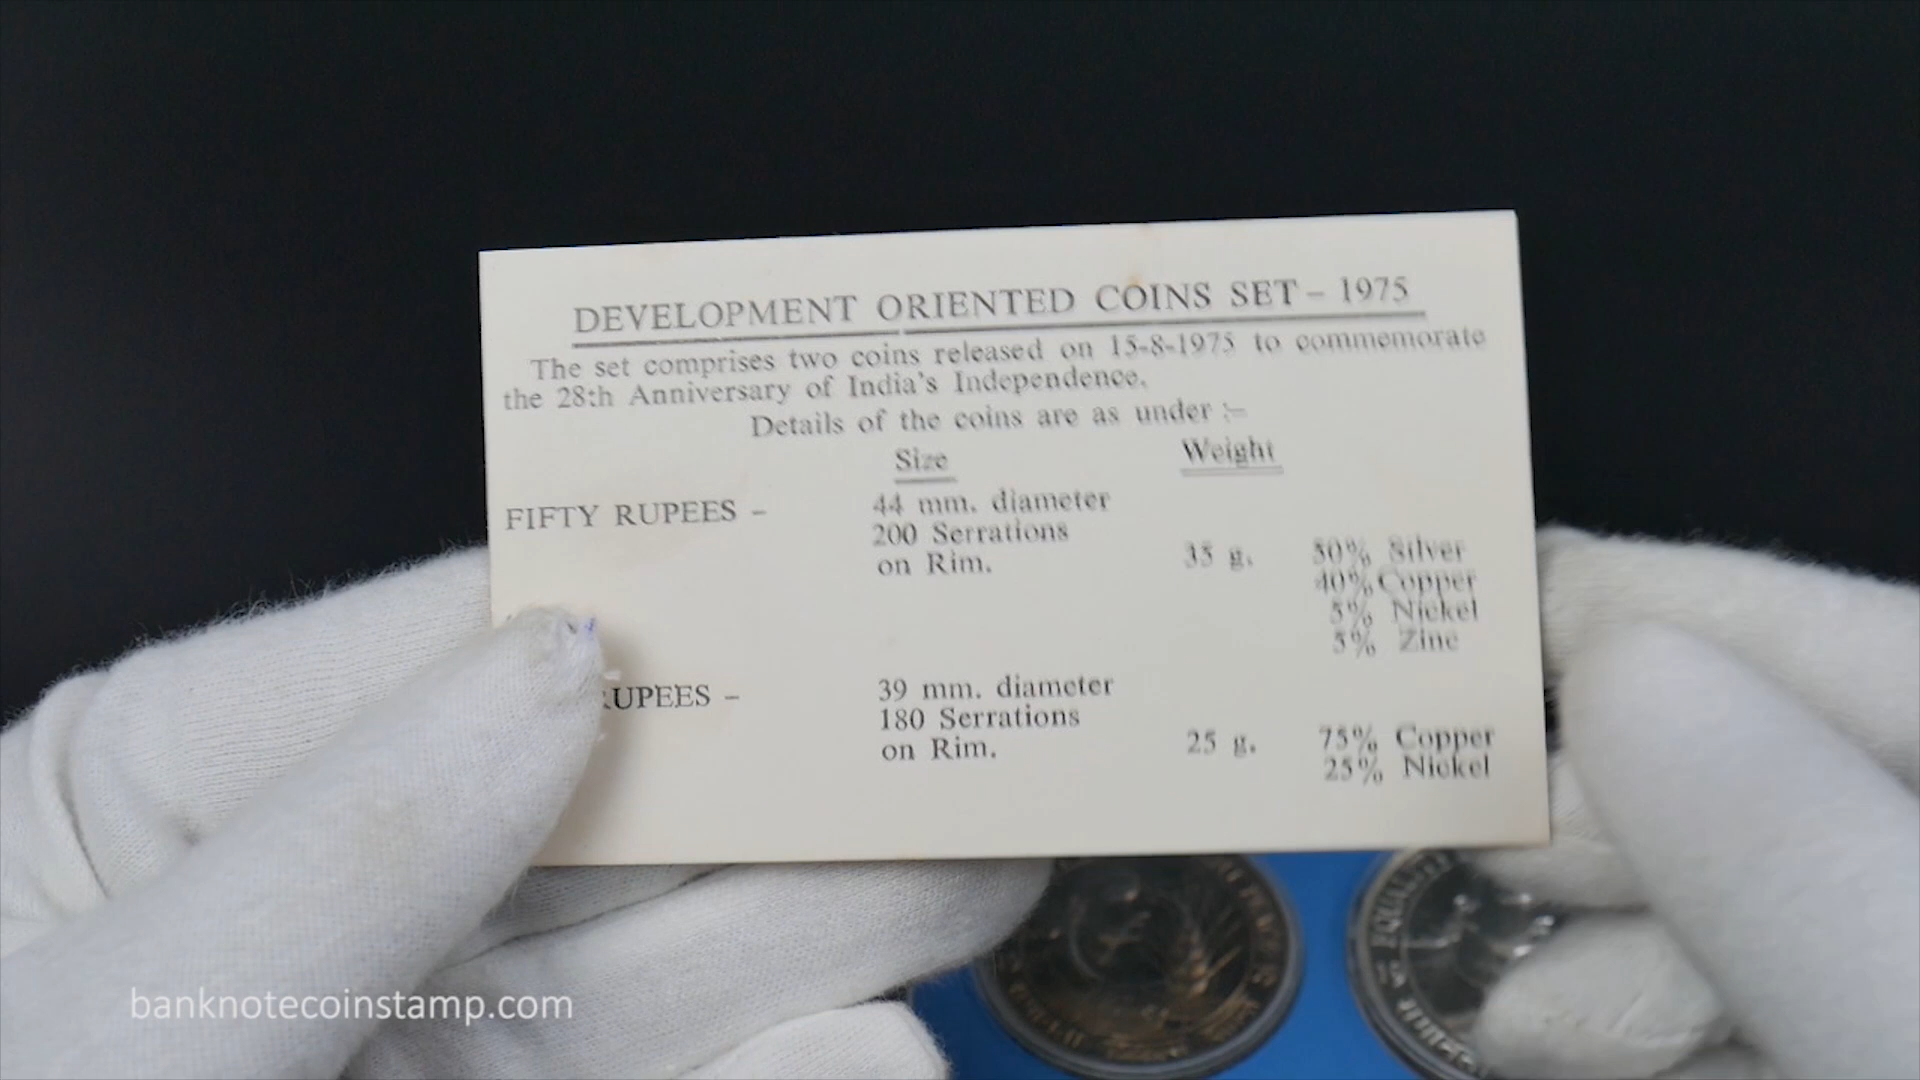 DEVELOPMENT ORIENTED COINS SET – 1975
The set comprises two coins released on 15-8-1975 to commemorate
the 28th Anniversary of India's Independence.
Details of the coins are as under :–
Size Weight
FIFTY RUPEES – 44 mm. diameter
200 Serrations
on Rim. 35 g. 50% Silver
40% Copper
5% Nickel
5% Zinc
RUPEES – 39 mm. diameter
180 Serrations
on Rim. 25 g. 75% Copper
25% Nickel
EQUALITY
banknotecoinstamp.com